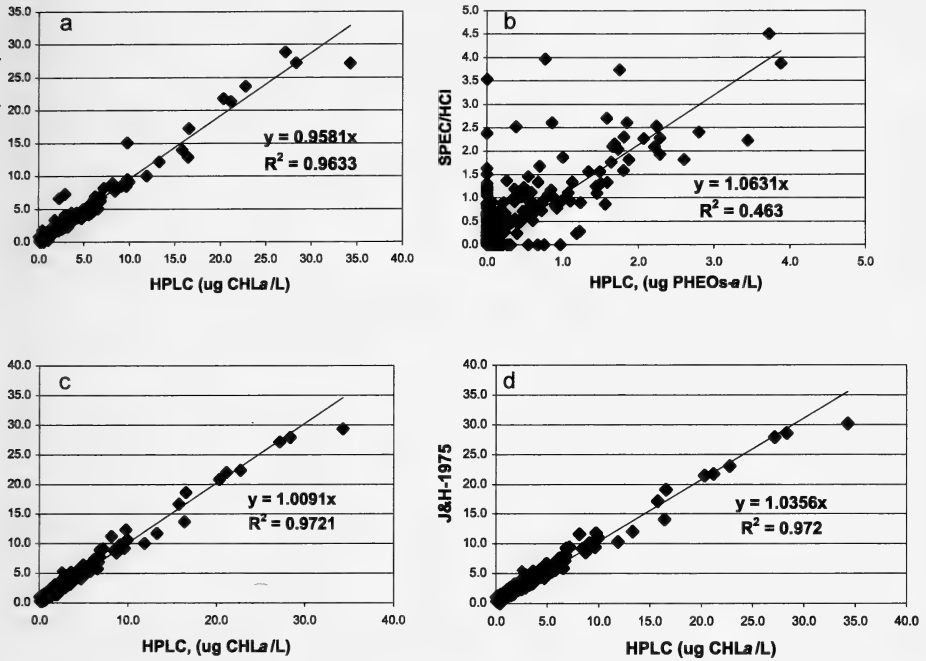 a
35.0
30.0
25.0
20.0
15.0
10.0
5.0
0.0
y = 0.9581x
R² = 0.9633
0.0 5.0 10.0 15.0 20.0 25.0 30.0 35.0 40.0
HPLC (ug CHLa/L)
b
SPEC/HCl
5.0
4.5
4.0
3.5
3.0
2.5
2.0
1.5
1.0
0.5
0.0
y = 1.0631x
R² = 0.463
0.0 1.0 2.0 3.0 4.0 5.0
HPLC, (ug PHEOs-a/L)
c
40.0
35.0
30.0
25.0
20.0
15.0
10.0
5.0
0.0
y = 1.0091x
R² = 0.9721
0.0 10.0 20.0 30.0 40.0
HPLC, (ug CHLa/L)
d
J&H-1975
40.0
35.0
30.0
25.0
20.0
15.0
10.0
5.0
0.0
y = 1.0356x
R² = 0.972
0.0 5.0 10.0 15.0 20.0 25.0 30.0 35.0 40.0
HPLC (ug CHLa/L)